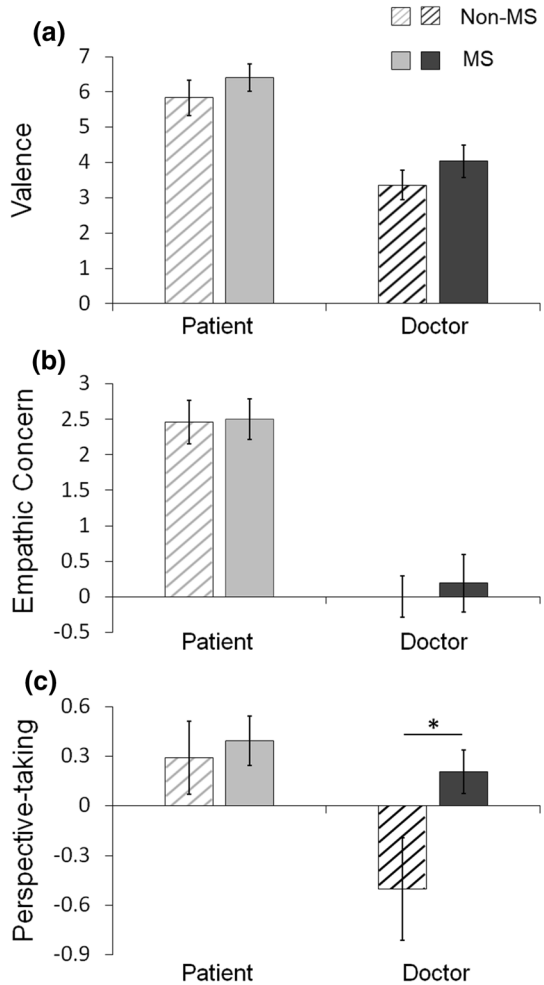 (a)
Non-MS
MS
Valence
7
6
5
4
3
2
1
0
Patient Doctor
(b)
Empathic Concern
3
2.5
2
1.5
1
0.5
0
-0.5
Patient Doctor
(c)
Perspective-taking
0.6
0.3
0
-0.3
-0.6
-0.9
*
Patient Doctor